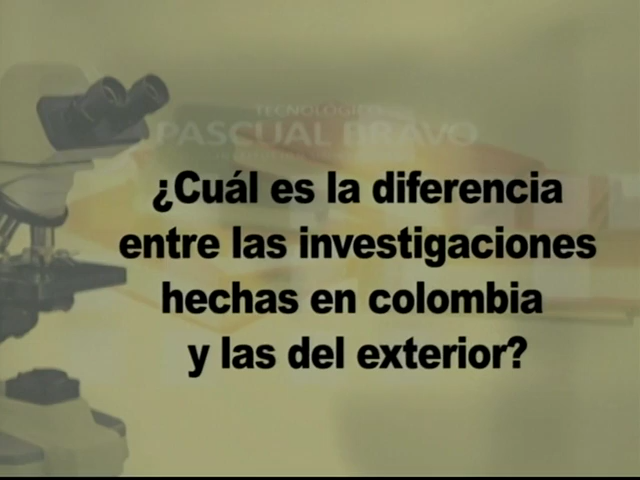 TECNOLÓGICO
PASCUAL BRAVO
¿Cuál es la diferencia
entre las investigaciones
hechas en colombia
y las del exterior?